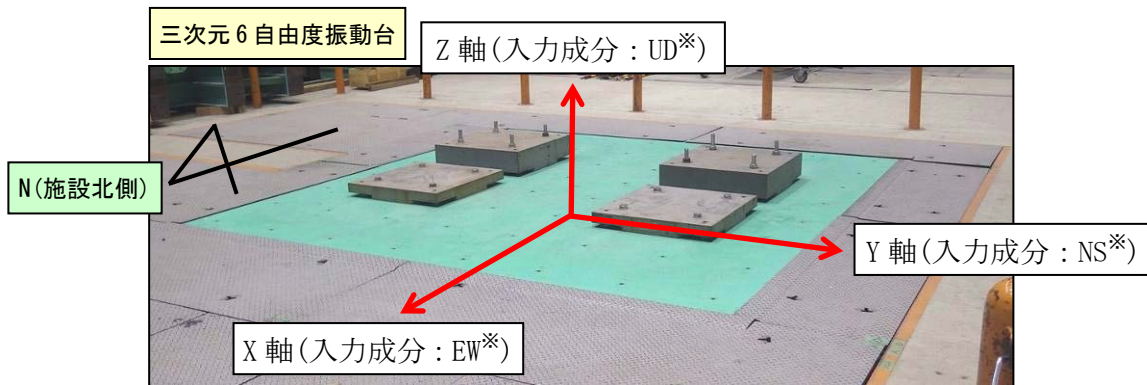 三次元6自由度振動台
Z軸(入力成分：UD※)
N(施設北側)
Y軸(入力成分：NS※)
X軸(入力成分：EW※)